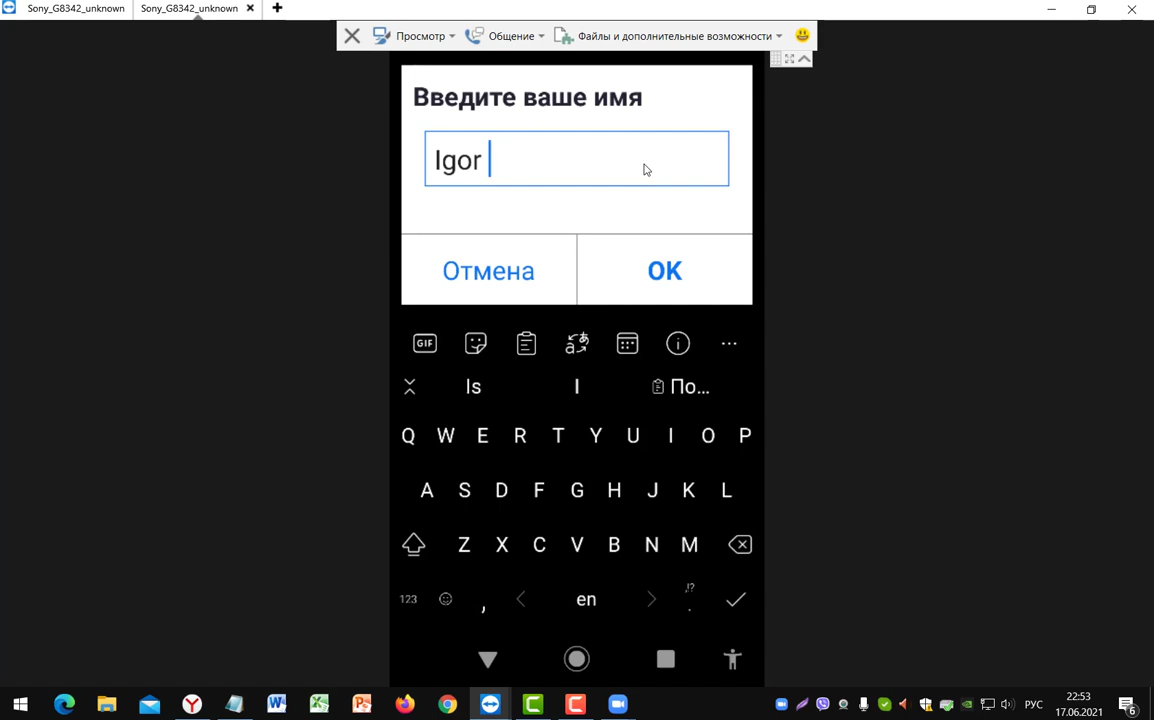 Sony_G8342_unknown
Sony_G8342_unknown
Просмотр
Общение
Файлы и дополнительные возможности
Введите ваше имя
Igor
Отмена
OK
GIF
Is
I
По...
Q W E R T Y U I O P
A S D F G H J K L
Z X C V B N M
123
,
en
,!?
.
РУС
22:53
17.06.2021
6